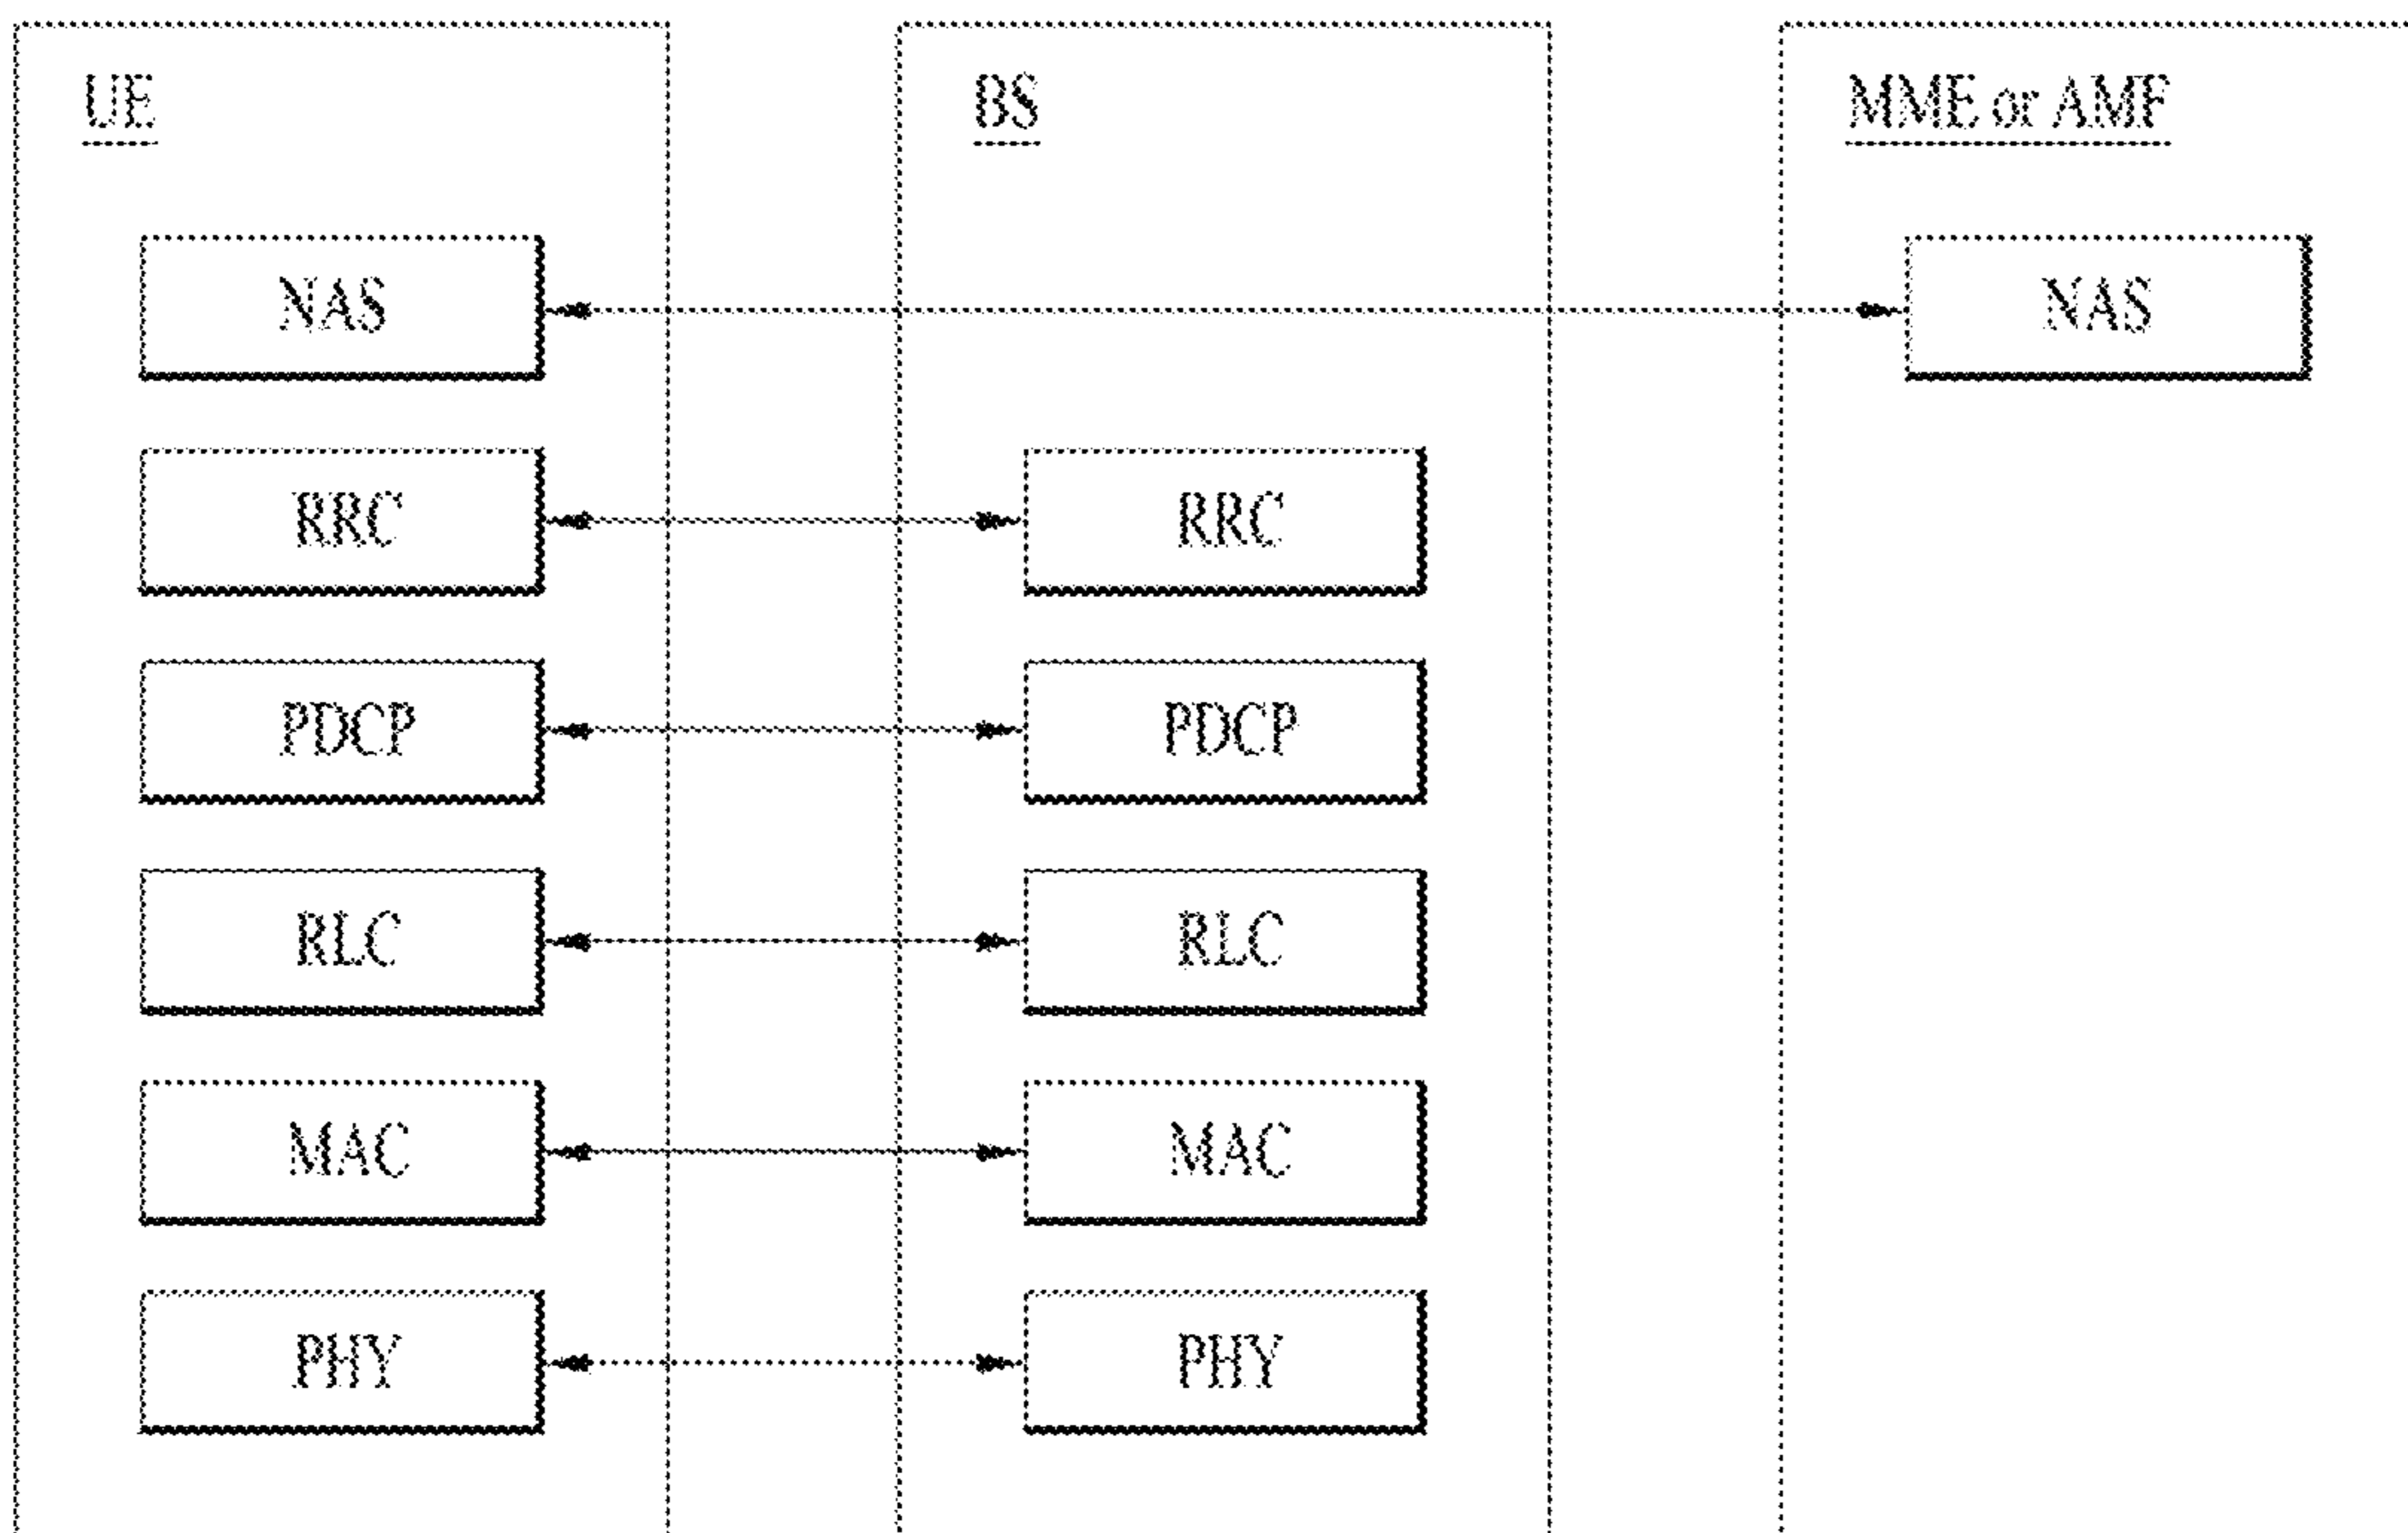 UE BS MME or AMF
NAS NAS
RRC RRC
PDCP PDCP
RLC RLC
MAC MAC
PHY PHY